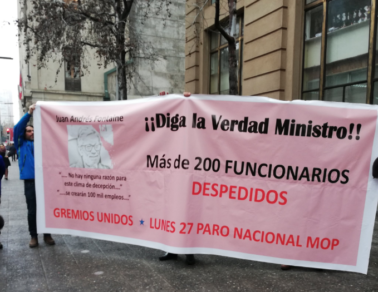 Juan Andrés Fontaine
¡¡Diga la Verdad Ministro!!
Más de 200 FUNCIONARIOS
DESPEDIDOS
"... No hay ninguna razón para
este clima de decepción..."
"...se crearán 100 mil empleos..."
GREMIOS UNIDOS ★ LUNES 27 PARO NACIONAL MOP